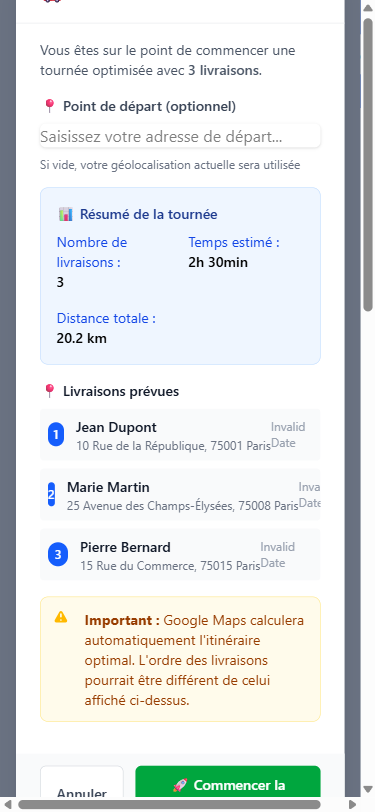 Vous êtes sur le point de commencer une
tournée optimisée avec 3 livraisons.
Point de départ (optionnel)
Saisissez votre adresse de départ...
Si vide, votre géolocalisation actuelle sera utilisée
Résumé de la tournée
Nombre de
livraisons :
3
Temps estimé :
2h 30min
Distance totale :
20.2 km
Livraisons prévues
1
Jean Dupont
10 Rue de la République, 75001 Paris
Invalid
Date
2
Marie Martin
25 Avenue des Champs-Élysées, 75008 Paris
Inva
Date
3
Pierre Bernard
15 Rue du Commerce, 75015 Paris
Invalid
Date
Important : Google Maps calculera
automatiquement l'itinéraire
optimal. L'ordre des livraisons
pourrait être différent de celui
affiché ci-dessus.
Annuler
Commencer la